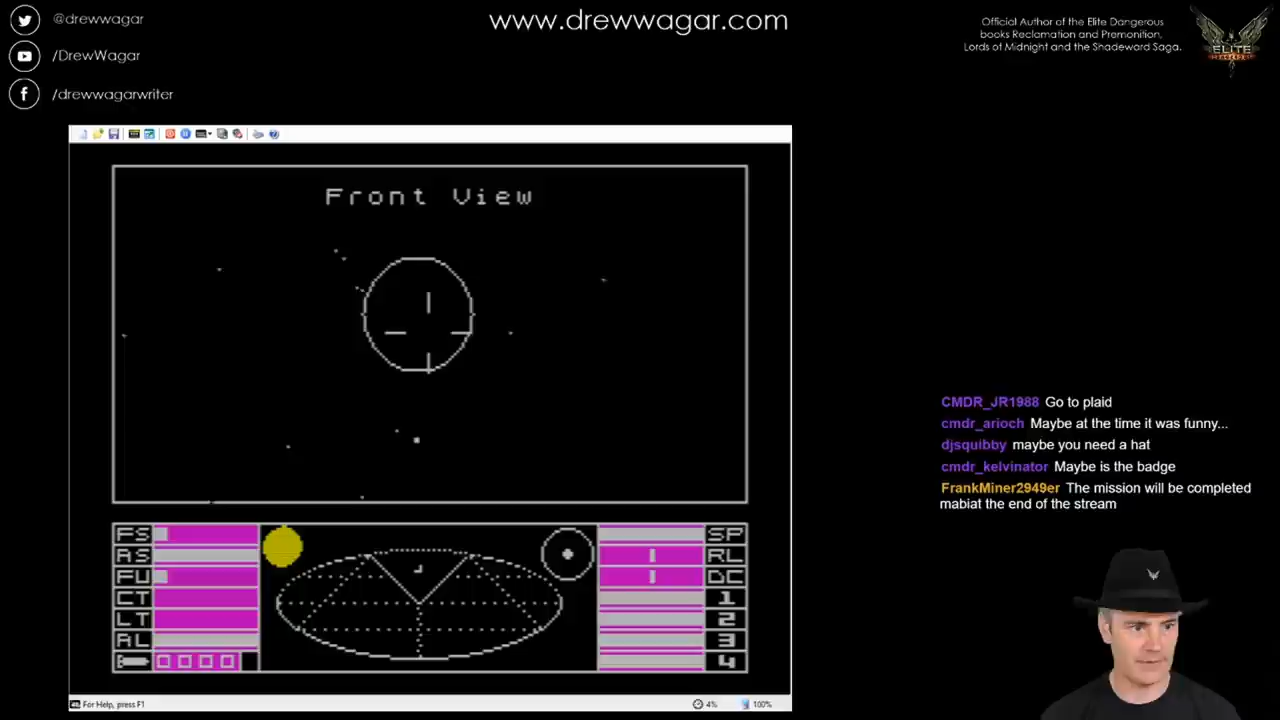 @drewwagar
/DrewWagar
/drewwagarwriter
www.drewwagar.com
Official Author of the Elite Dangerous
books Reclamation and Premonition,
Lords of Midnight and the Shadeward Saga.
ELITE
Front View
CMDR_JR1988 Go to plaid
cmdr_arioch Maybe at the time it was funny...
djsquibby maybe you need a hat
cmdr_kelvinator Maybe is the badge
FrankMiner2949er The mission will be completed
mabiat the end of the stream
FS
AS
FU
CT
LT
AL
SP
RL
DC
1
2
3
4
For Help, press F1
4%
100%